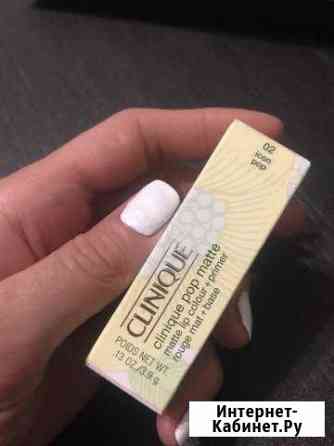 02
icon
pop
CLINIQUE
clinique pop matte
matte lip colour + primer
rouge mat + base
POIDS NET WT.
.13 OZ./3.9 g
Интернет-
Кабинет.Ру